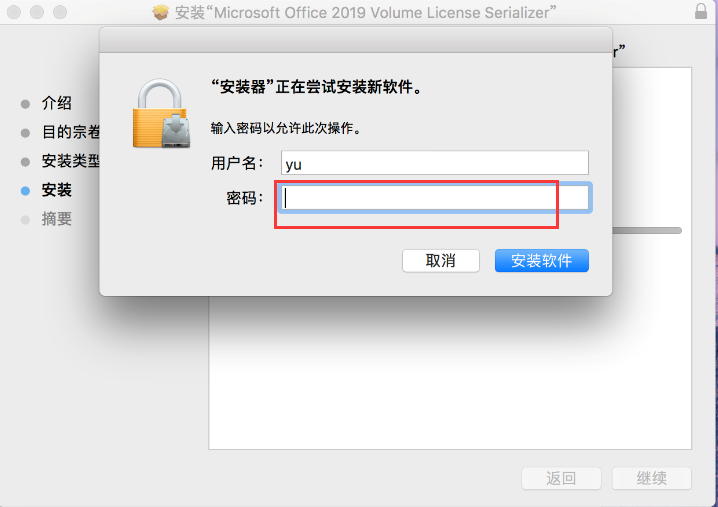 安装“Microsoft Office 2019 Volume License Serializer”
r”
介绍
目的宗卷
安装类型
安装
摘要
“安装器”正在尝试安装新软件。
输入密码以允许此次操作。
用户名： yu
密码：
取消 安装软件
返回 继续